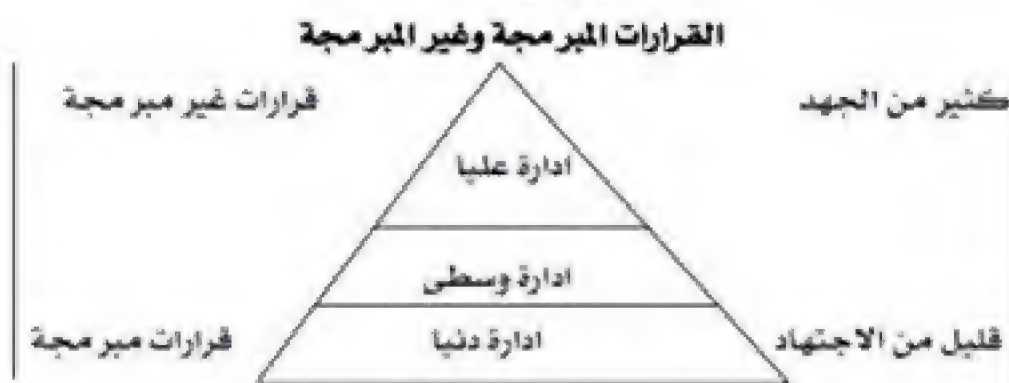 القرارات المبرمجة وغير المبرمجة
كثير من الجهد
قرارات غير مبرمجة
ادارة عليا
ادارة وسطى
قليل من الاجتهاد
ادارة دنيا
قرارات مبرمجة